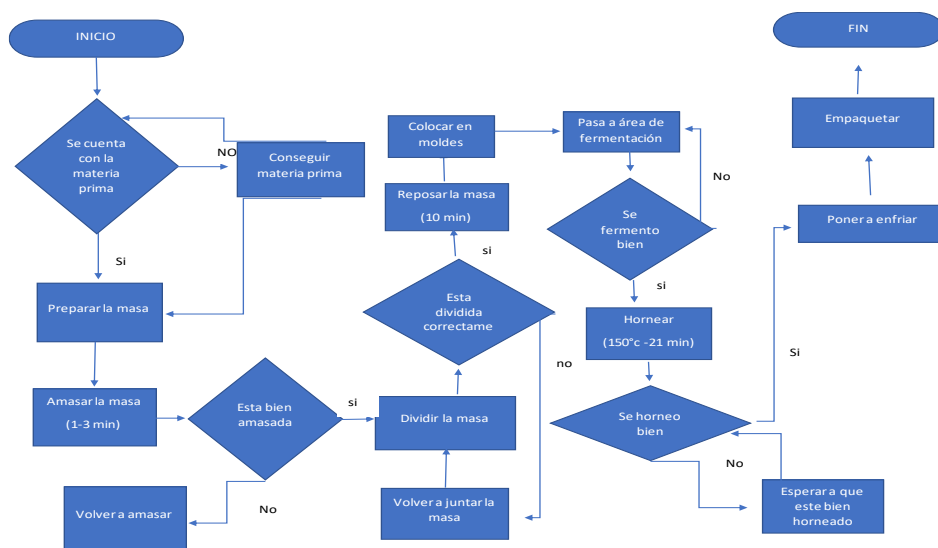 INICIO
Se cuenta
con la
materia
prima
NO
Conseguir
materia prima
Si
Preparar la masa
Amasar la masa
(1-3 min)
Esta bien
amasada
si
No
Volver a amasar
Dividir la masa
Volver a juntar la
masa
Esta
dividida
correctame
no
si
Reposar la masa
(10 min)
Colocar en
moldes
Pasa a área de
fermentación
No
Se
fermento
bien
si
Hornear
(150°c -21 min)
Se horneo
bien
No
Esperar a que
este bien
horneado
Si
Poner a enfriar
Empaquetar
FIN